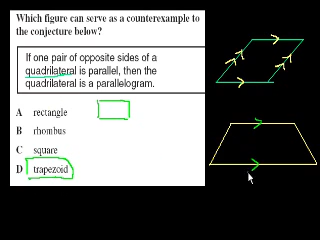 Which figure can serve as a counterexample to
the conjecture below?
If one pair of opposite sides of a
quadrilateral is parallel, then the
quadrilateral is a parallelogram.
A rectangle
B rhombus
C square
D trapezoid